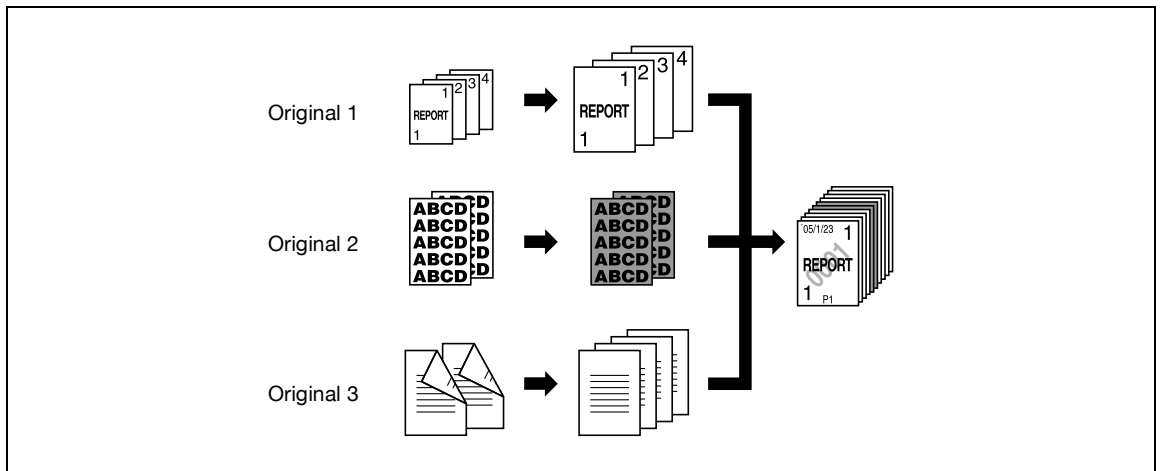 Original 1
1 2 3 4
REPORT
1
1 2 3 4
REPORT
1
Original 2
ABCD
ABCD
ABCD
ABCD
ABCD
ABCD
ABCD
ABCD
ABCD
ABCD
'05/1/23 1
REPORT
0001
1 P1
Original 3